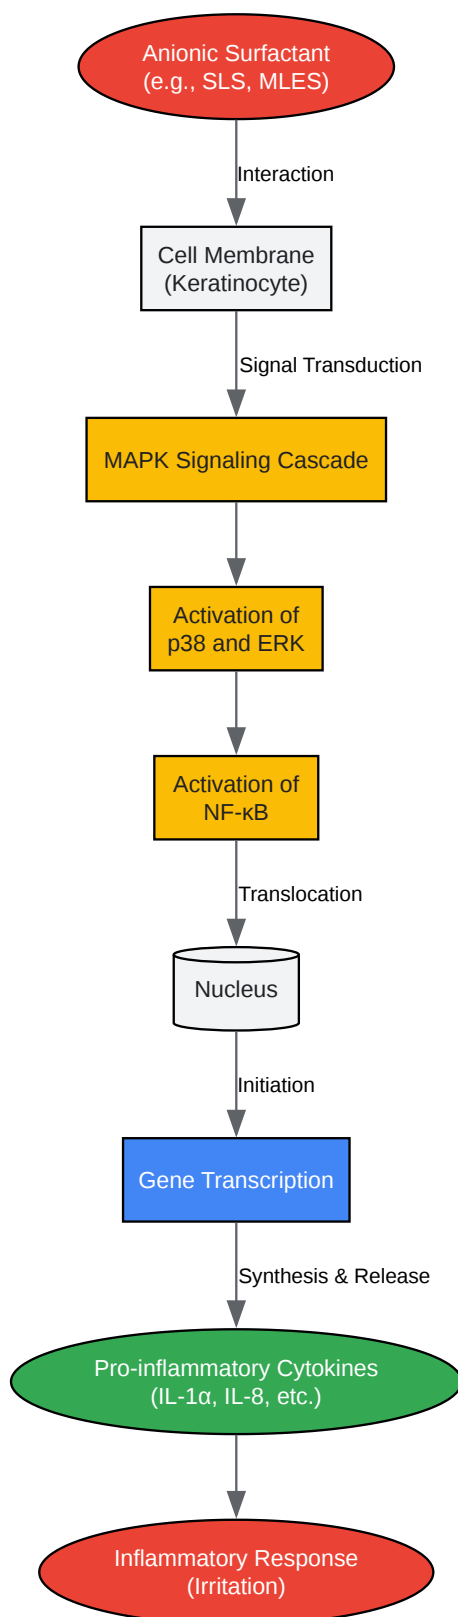 Anionic Surfactant
(e.g., SLS, MLES)
Interaction
Cell Membrane
(Keratinocyte)
Signal Transduction
MAPK Signaling Cascade
Activation of
p38 and ERK
Activation of
NF-κB
Translocation
Nucleus
Initiation
Gene Transcription
Synthesis & Release
Pro-inflammatory Cytokines
(IL-1α, IL-8, etc.)
Inflammatory Response
(Irritation)